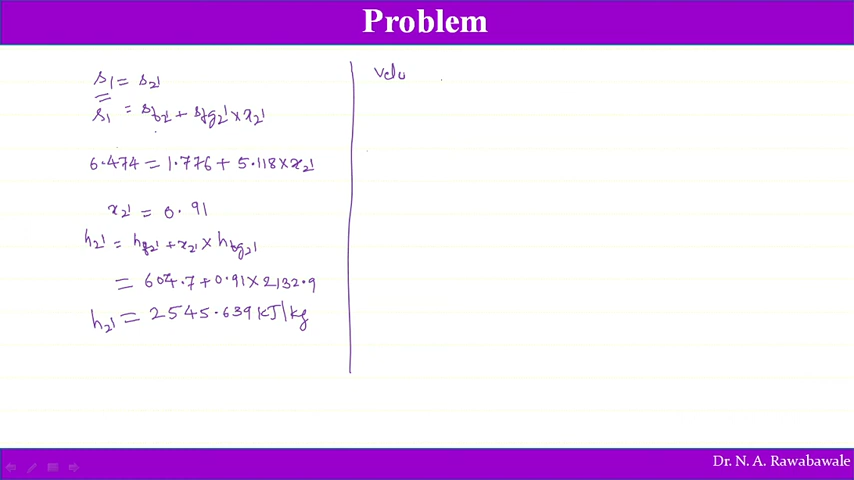 Problem
s1 = s2'
s1 = sf2' + sfg2' × x2'
6.474 = 1.776 + 5.118 × x2'
x2' = 0.91
h2' = hf2' + x2' × hfg2'
= 604.7 + 0.91 × 2132.9
h2' = 2545.639 kJ/kg
Velo
Dr. N. A. Rawabawale